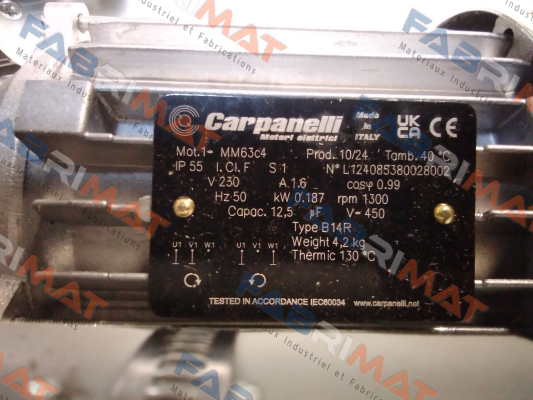 Carpanelli
Motori elettrici
Made
in
ITALY
UK
CA CE
Mot.1~ MM63c4 Prod. 10/24 Tamb. 40 °C
IP 55 I.Cl.F S 1 N° L124085380028002
V 230 A.1.6 cosφ 0.99
Hz 50 kW 0.187 rpm 1300
Capac. 12,5 µF V~ 450
Type B14R
Weight 4,2 kg
Thermic 130 °C
U1 V1 W1 U1 V1 W1
TESTED IN ACCORDANCE IEC60034 www.carpanelli.net
FABRIMAT
Materiaux Industriel et Fabrications